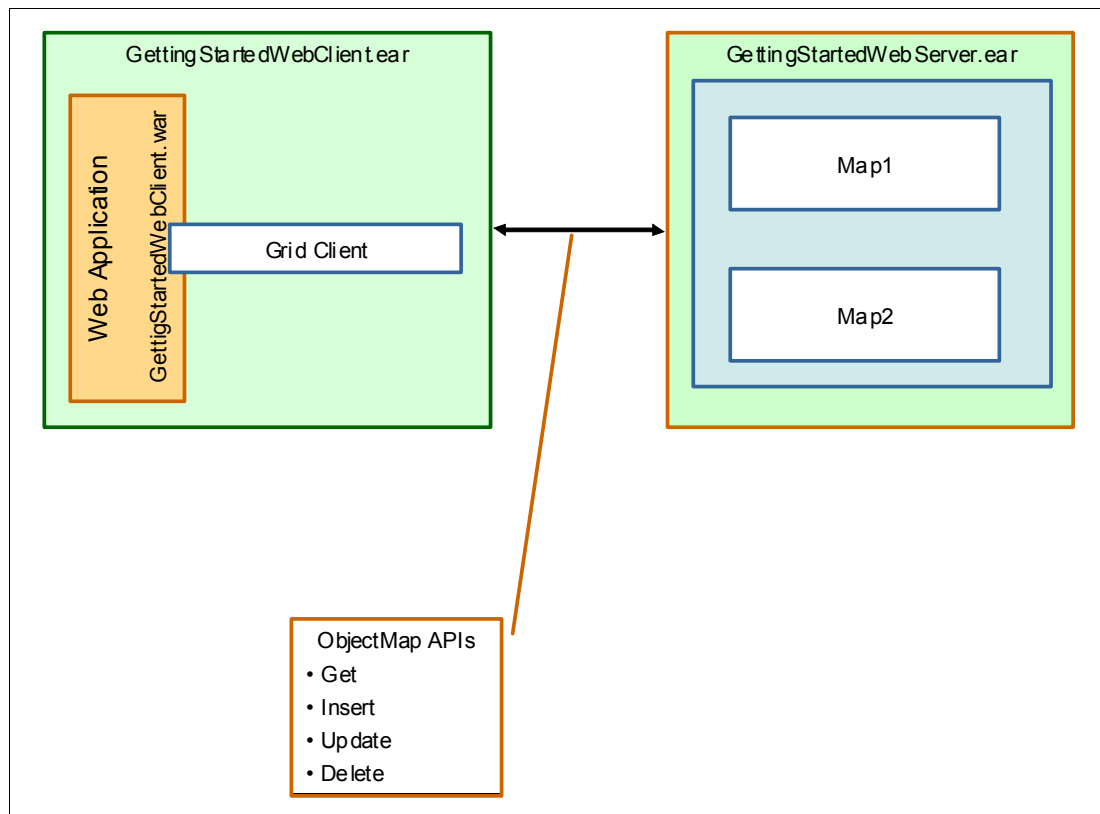 GettingStartedWebClient.ear
Web Application
GettigStartedWebClient.war
Grid Client
GettingStartedWebServer.ear
Map1
Map2
ObjectMap APIs
• Get
• Insert
• Update
• Delete